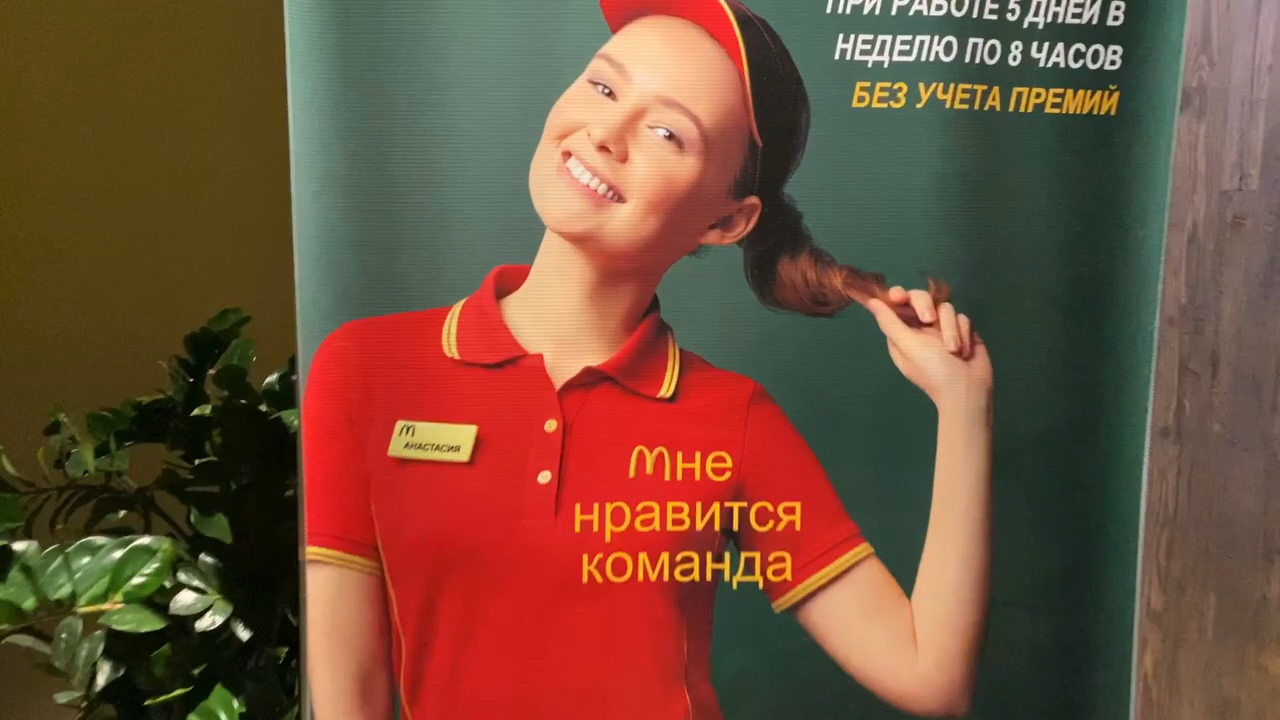 ПРИ РАБОТЕ 5 ДНЕЙ В
НЕДЕЛЮ ПО 8 ЧАСОВ
БЕЗ УЧЕТА ПРЕМИЙ
АНАСТАСИЯ
Мне
нравится
команда